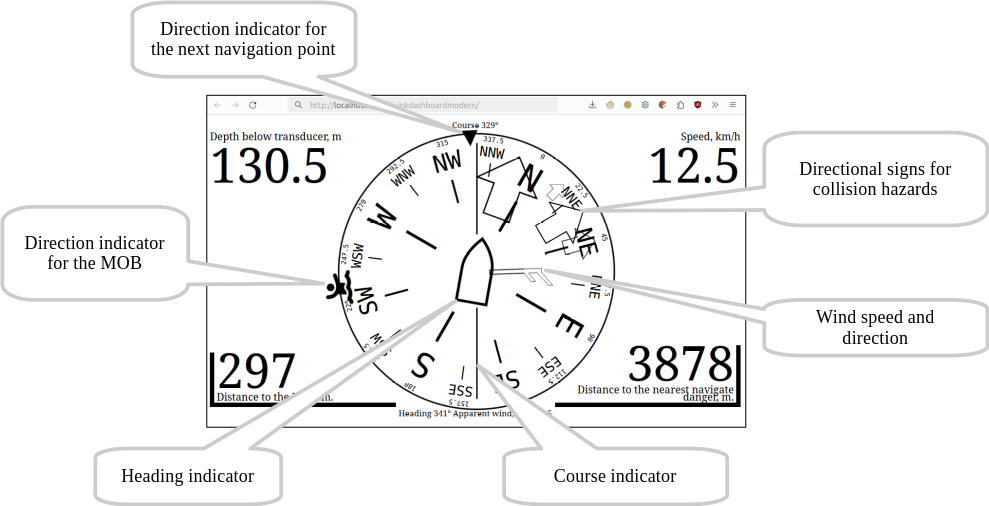 Direction indicator for
the next navigation point
http://localhost
inkdashboardmodern/
Course 329°
Depth below transducer, m
130.5
Speed, km/h
12.5
Directional signs for
collision hazards
Direction indicator
for the MOB
Wind speed and
direction
337.5
NNW
0
N
22.5
NNE
45
NE
ENE
90
E
112.5
ESE
SSE
157.5
180
S
225
SW
247.5
WSW
270
W
292.5
WNW
315
NW
297
Distance to the
m.
3878
Distance to the nearest navigate
danger, m.
Heading 341° Apparent wind,
Heading indicator
Course indicator